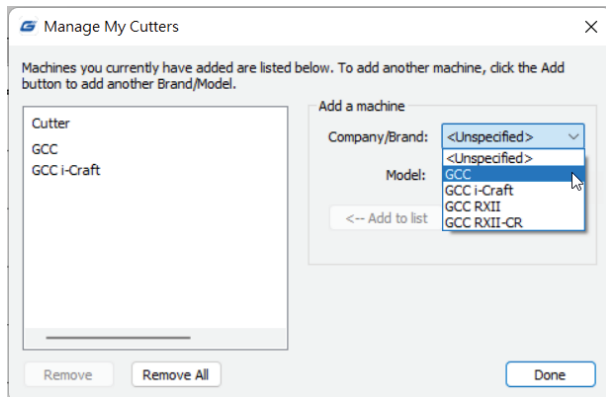 Manage My Cutters
Machines you currently have added are listed below. To add another machine, click the Add
button to add another Brand/Model.
Cutter
GCC
GCC i-Craft
Add a machine
Company/Brand: <Unspecified>
<Unspecified>
GCC
Model:
GCC i-Craft
GCC RXII
<-- Add to list
GCC RXII-CR
Remove
Remove All
Done